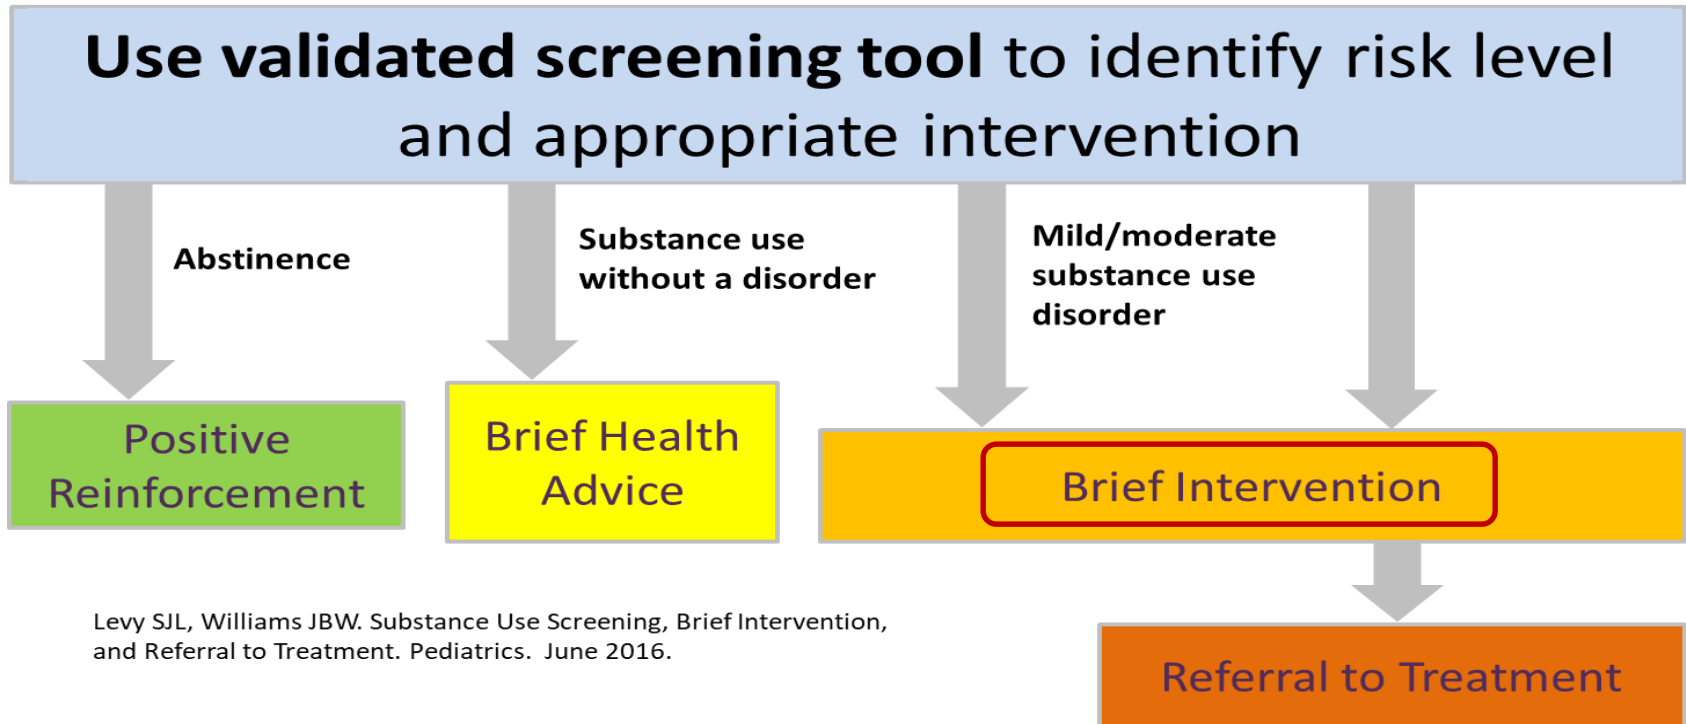 Use validated screening tool to identify risk level
and appropriate intervention
Abstinence
Substance use
without a disorder
Mild/moderate
substance use
disorder
Positive
Reinforcement
Brief Health
Advice
Brief Intervention
Levy SJL, Williams JBW. Substance Use Screening, Brief Intervention,
and Referral to Treatment. Pediatrics.  June 2016.
Referral to Treatment